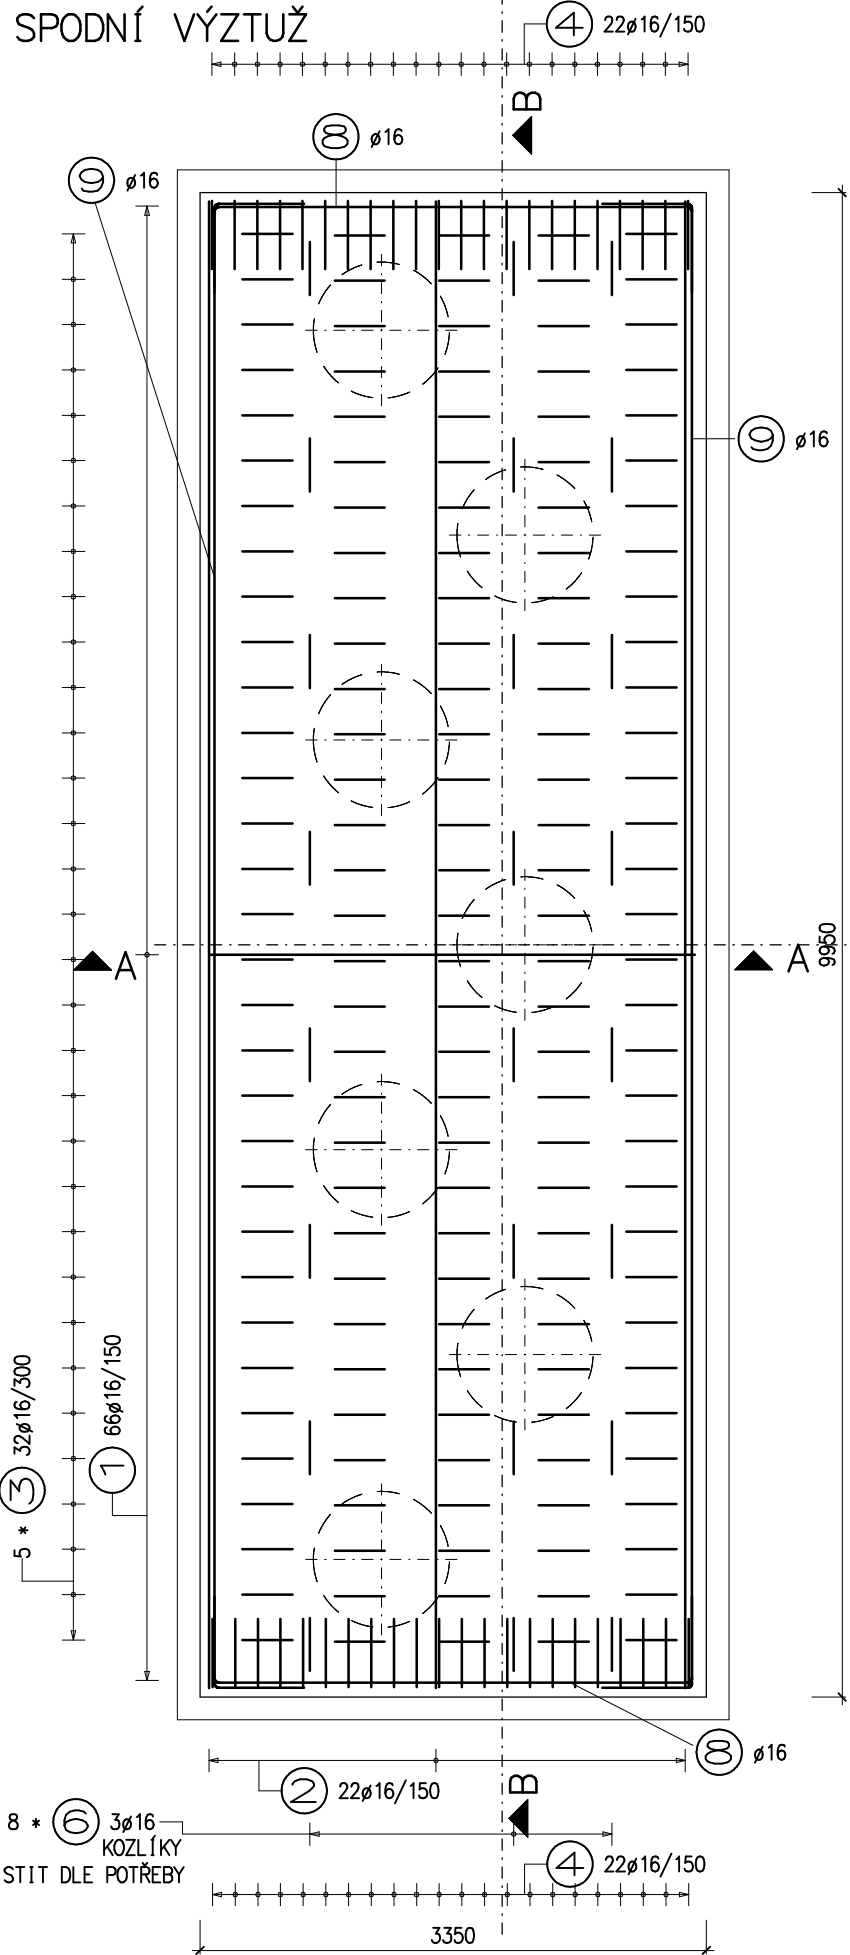 SPODNÍ VÝZTUŽ
4 22ø16/150
B
8 ø16
9 ø16
9 ø16
A
A
9950
5 * 3 32ø16/300
1 66ø16/150
8 ø16
2 22ø16/150
B
8 * 6 3ø16
KOZLÍKY
STIT DLE POTŘEBY
4 22ø16/150
3350